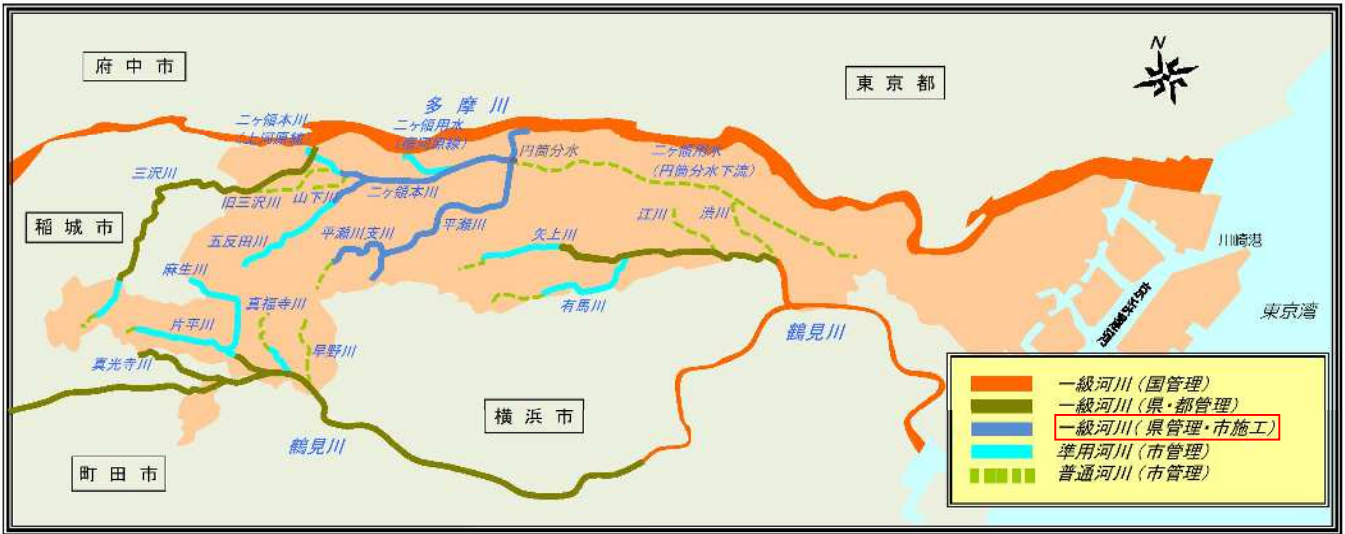 府中市
東京都
N
多摩川
二ヶ領本川
(上河原線)
二ヶ領用水
(宿河原線)
円筒分水
二ヶ領用水
(円筒分水下流)
三沢川
旧三沢川
山下川
二ヶ領本川
江川
渋川
稲城市
五反田川
平瀬川支川
平瀬川
矢上川
川崎港
麻生川
真福寺川
有馬川
東京湾
片平川
早野川
鶴見川
真光寺川
横浜市
鶴見川
町田市
一級河川(国管理)
一級河川(県・都管理)
一級河川(県管理・市施工)
準用河川(市管理)
普通河川(市管理)